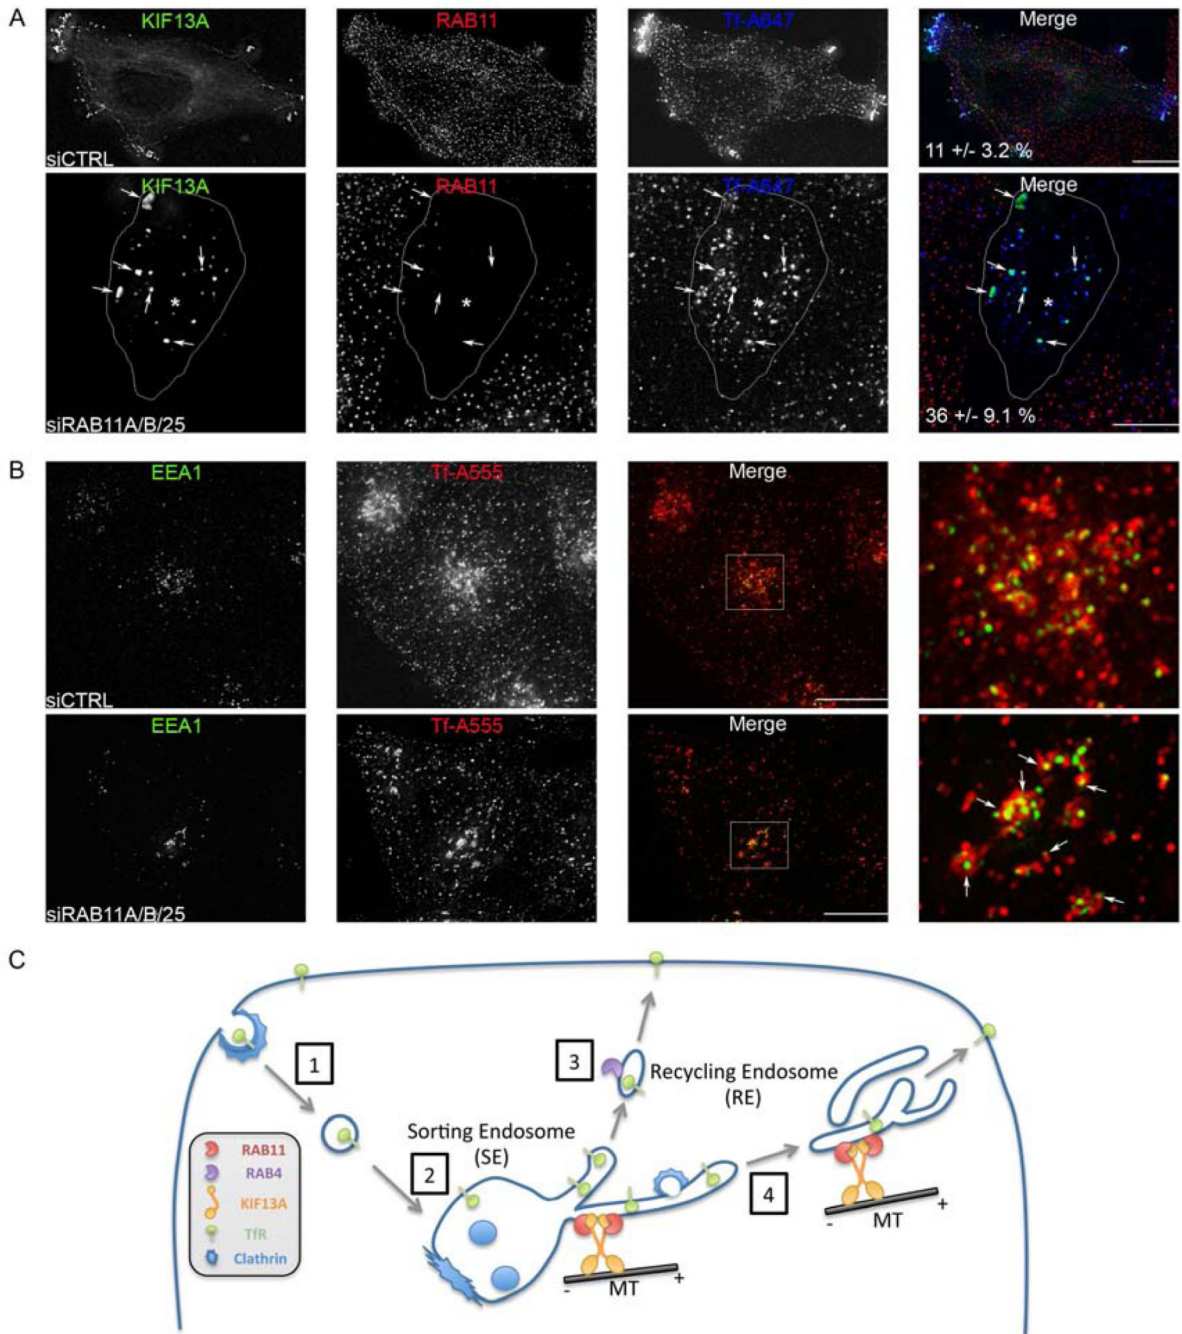 A
KIF13A
RAB11
Tf-A647
Merge
siCTRL
11 +/- 3.2 %
KIF13A
RAB11
Tf-A647
Merge
*
*
*
*
siRAB11A/B/25
36 +/- 9.1 %
B
EEA1
Tf-A555
Merge
siCTRL
EEA1
Tf-A555
Merge
siRAB11A/B/25
C
1
3
Recycling Endosome
(RE)
Sorting Endosome
(SE)
2
4
RAB11
RAB4
KIF13A
TfR
Clathrin
- MT +
- MT +